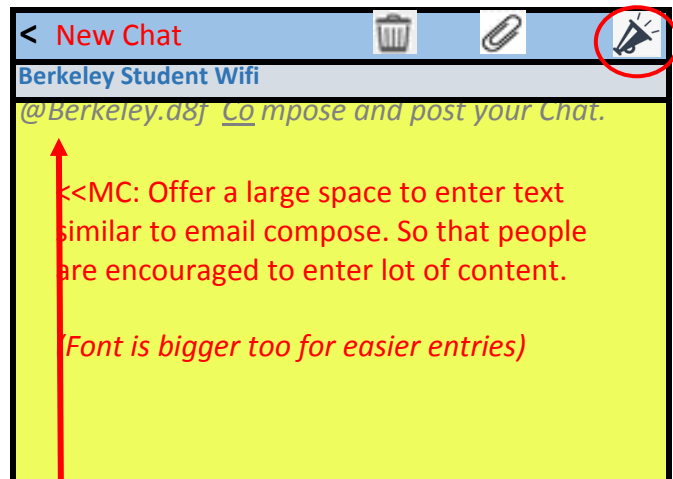 < New Chat
Berkeley Student Wifi
@Berkeley.d8f Co mpose and post your Chat.
<<MC: Offer a large space to enter text
similar to email compose. So that people
are encouraged to enter lot of content.
(Font is bigger too for easier entries)